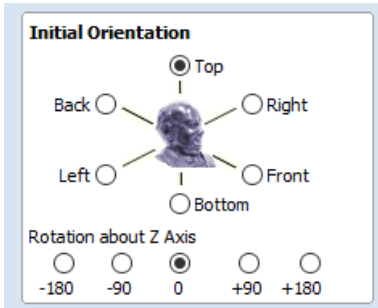 Initial Orientation
Top
Back
Right
Left
Front
Bottom
Rotation about Z Axis
-180 -90 0 +90 +180